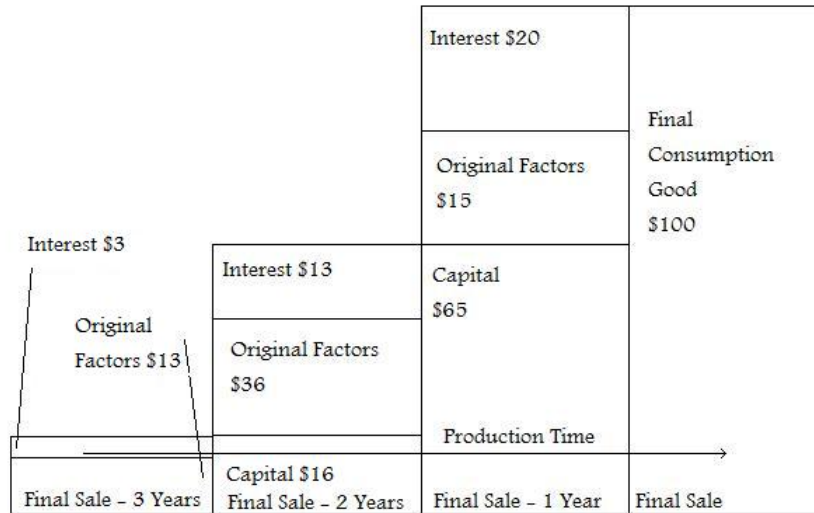 Interest $20
Final
Consumption
Good
$100
Original Factors
$15
Interest $3
Interest $13
Capital
$65
Original
Factors $13
Original Factors
$36
Production Time
Capital $16
Final Sale - 3 Years
Final Sale - 2 Years
Final Sale - 1 Year
Final Sale